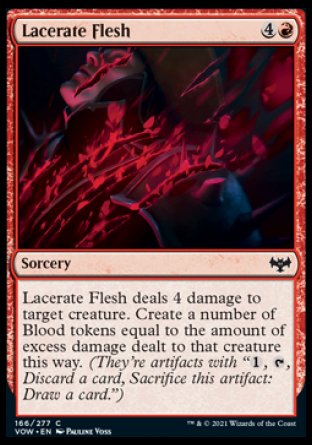 Lacerate Flesh 4
Sorcery
Lacerate Flesh deals 4 damage to
target creature. Create a number of
Blood tokens equal to the amount of
excess damage dealt to that creature
this way. (They're artifacts with "1, ,
Discard a card, Sacrifice this artifact:
Draw a card.")
166/277 C
VOW • EN Pauline Voss
™ & © 2021 Wizards of the Coast